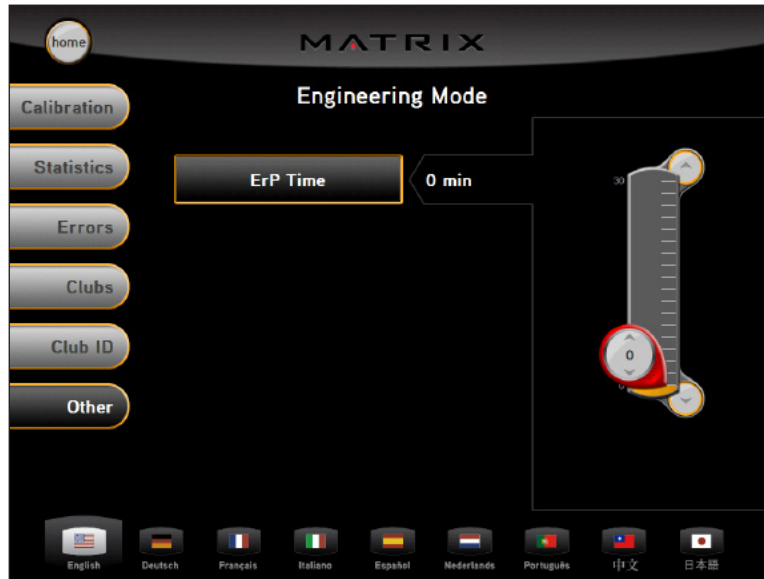 home
MATRIX
Engineering Mode
Calibration
Statistics
Errors
Clubs
Club ID
Other
ErP Time
0 min
30
0
0
English
Deutsch
Français
Italiano
Español
Nederlands
Português
中文
日本語